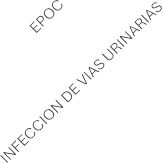 EPOC
INFECCION DE VIAS URINARIAS